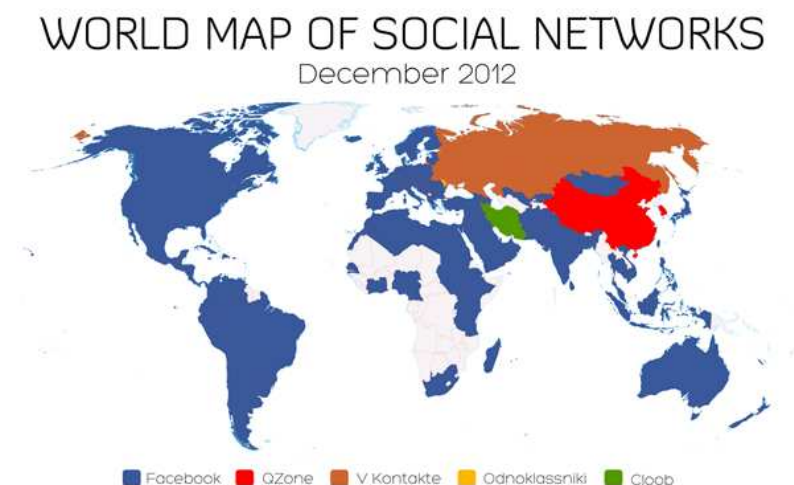 WORLD MAP OF SOCIAL NETWORKS
December 2012
Facebook QZone V Kontakte Odnoklassniki Cloob